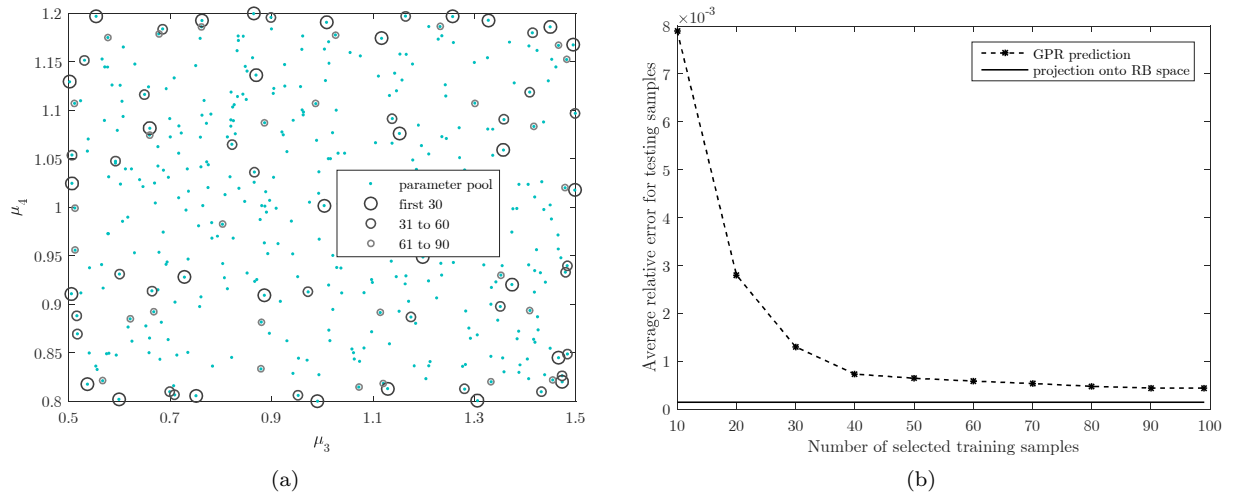 1.2
1.15
1.1
1.05
1
0.95
0.9
0.85
0.8
μ4
parameter pool
first 30
31 to 60
61 to 90
0.5 0.7 0.9 1.1 1.3 1.5
μ3
(a)
×10-3
8
7
6
5
4
3
2
1
0
Average relative error for testing samples
GPR prediction
projection onto RB space
10 20 30 40 50 60 70 80 90 100
Number of selected training samples
(b)